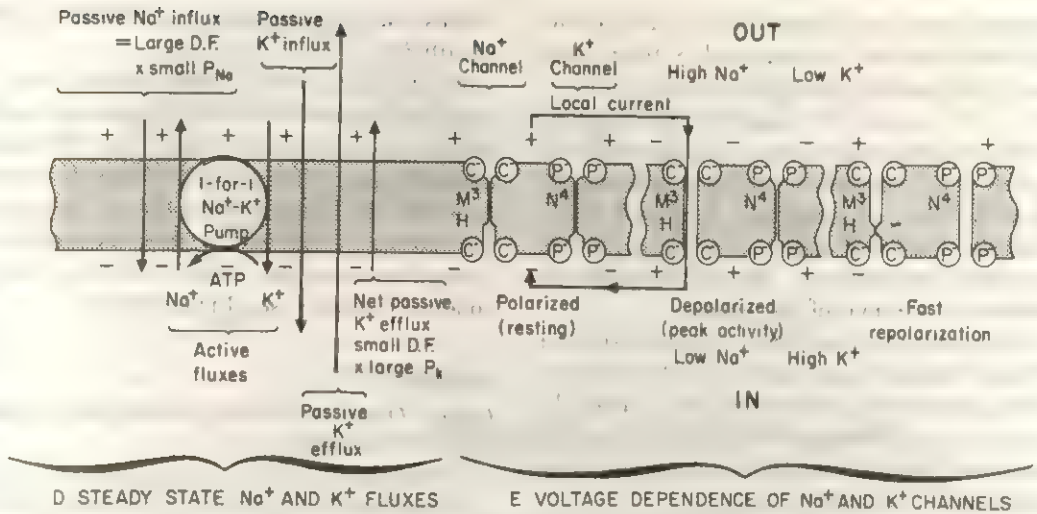 Passive Na⁺ influx
= Large D.F.
x small P_Na
Passive
K⁺ influx
+ + + + +
1-for-1
Na⁺-K⁺
Pump
ATP
− − − − −
Na⁺ K⁺
Active
fluxes
Net passive
K⁺ efflux
small D.F.
x large P_k
Passive
K⁺
efflux
D STEADY STATE Na⁺ AND K⁺ FLUXES
OUT
Na⁺
Channel
K⁺
Channel
High Na⁺ Low K⁺
Local current
+ + + − − − + +
C⁻ C⁻ P⁻ P⁻ C⁻ C⁻ P⁻ P⁻ C⁻ C⁻ P⁻ P⁻
M³ N⁴ M³ N⁴ M³ N⁴
H H H
C⁻ C⁻ P⁻ P⁻ C⁻ C⁻ P⁻ P⁻ C⁻ C⁻ P⁻ P⁻
− − − + + + −
Polarized
(resting)
Depolarized
(peak activity)
Fast
repolarization
Low Na⁺ High K⁺
IN
E VOLTAGE DEPENDENCE OF Na⁺ AND K⁺ CHANNELS